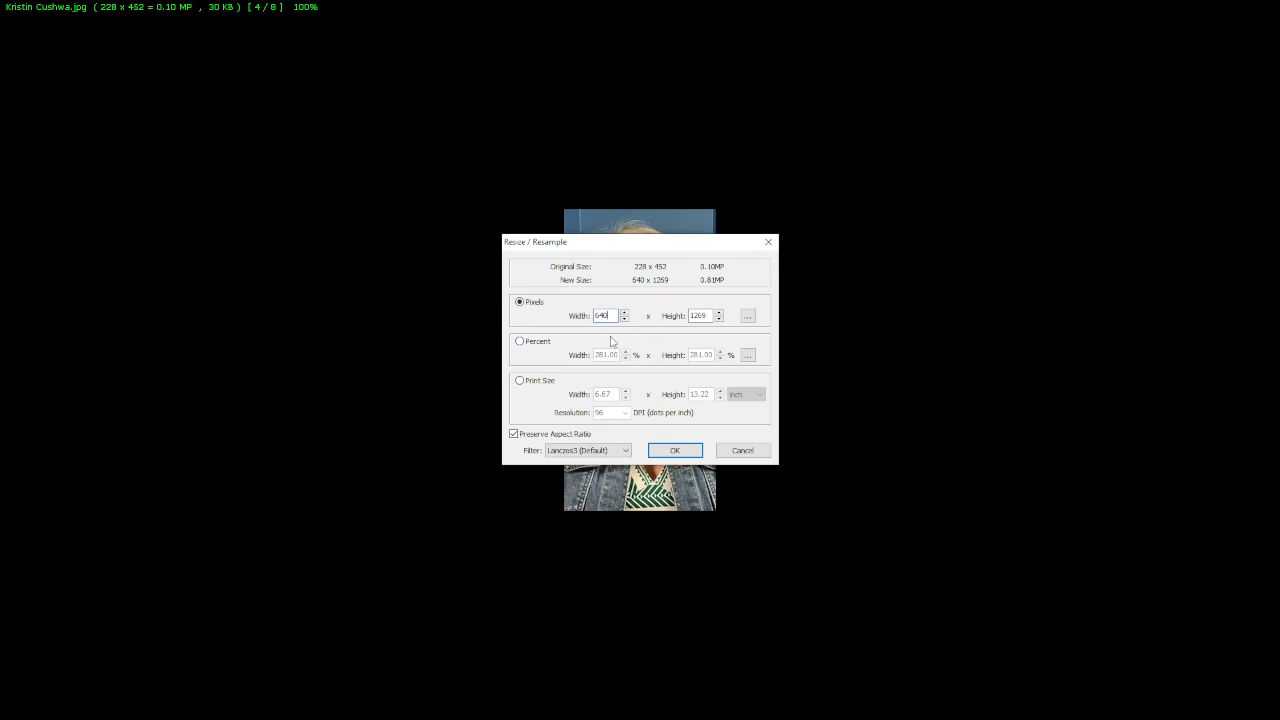 Kristin Cushwa.jpg ( 228 x 452 = 0.10 MP , 30 KB ) [ 4 / 8 ] 100%
Resize / Resample
Original Size: 228 x 452 0.10MP
New Size: 640 x 1269 0.81MP
Pixels
Width: 640 x Height: 1269 ...
Percent
Width: 281.00 % x Height: 281.00 % ...
Print Size
Width: 6.67 x Height: 13.22 inch
Resolution: 96 DPI (dots per inch)
Preserve Aspect Ratio
Filter: Lanczos3 (Default) OK Cancel